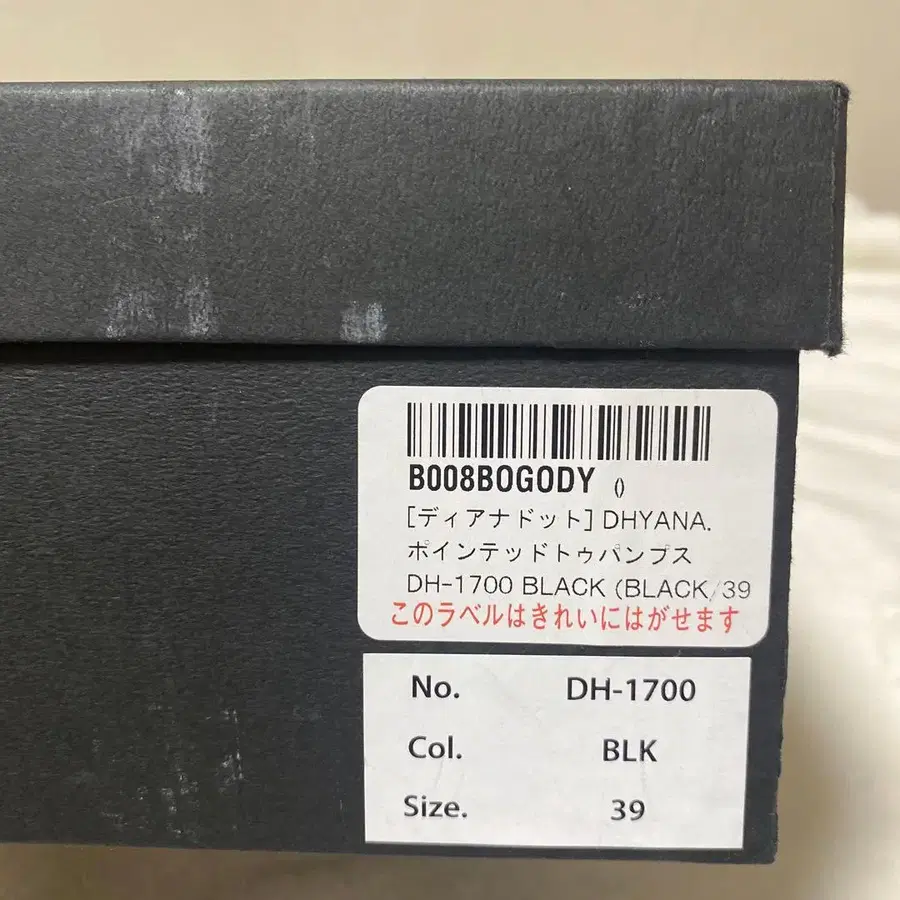 B008BOGODY ()
[ディアナドット] DHYANA.
ポインテッドトゥパンプス
DH-1700 BLACK (BLACK/39
このラベルはきれいにはがせます
No. DH-1700
Col. BLK
Size. 39